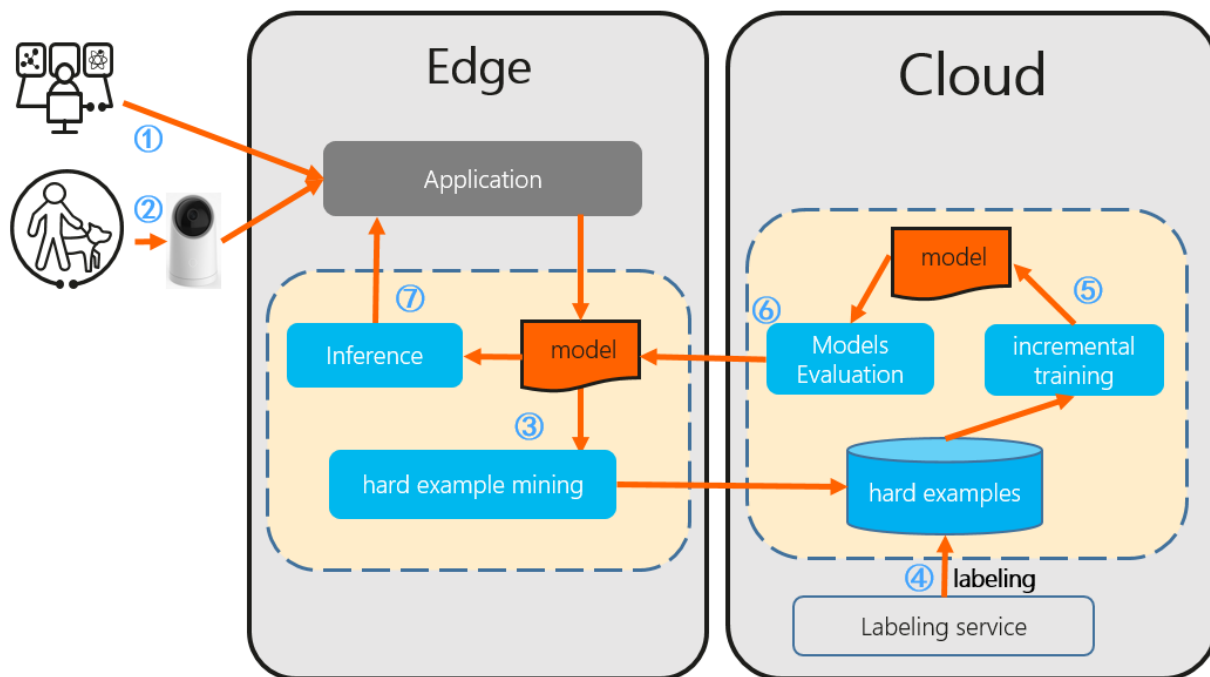 Edge
Cloud
①
Application
②
model
⑦
⑤
⑥
Inference
model
Models
Evaluation
incremental
training
③
hard example mining
hard examples
④ labeling
Labeling service